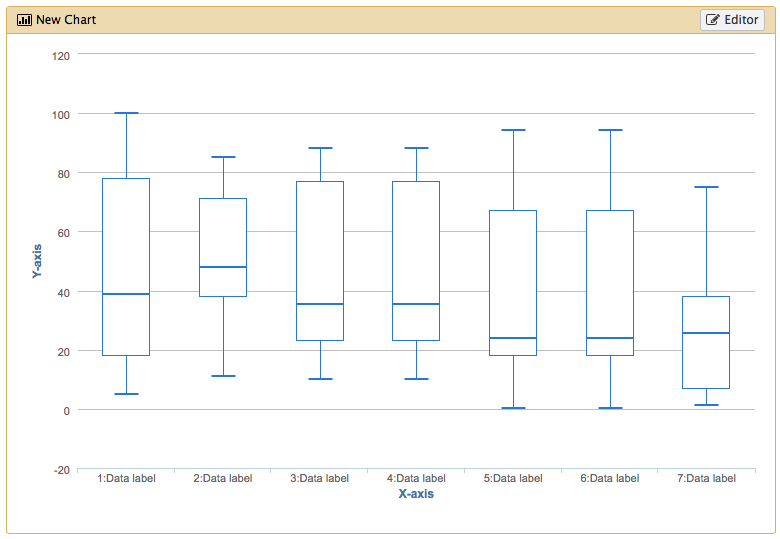 New Chart
Editor
120
100
80
60
40
20
0
-20
Y-axis
1:Data label
2:Data label
3:Data label
4:Data label
5:Data label
6:Data label
7:Data label
X-axis